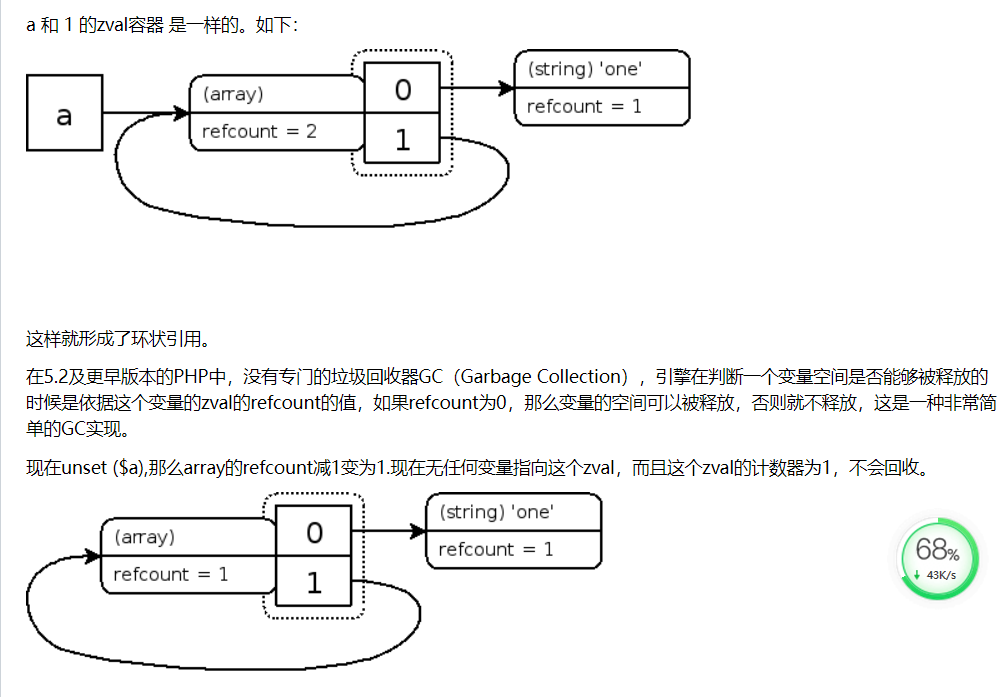 a 和 1 的zval容器 是一样的。如下：
a
(array)
refcount = 2
0
1
(string) 'one'
refcount = 1
这样就形成了环状引用。
在5.2及更早版本的PHP中，没有专门的垃圾回收器GC（Garbage Collection），引擎在判断一个变量空间是否能够被释放的
时候是依据这个变量的zval的refcount的值，如果refcount为0，那么变量的空间可以被释放，否则就不释放，这是一种非常简
单的GC实现。
现在unset ($a),那么array的refcount减1变为1.现在无任何变量指向这个zval，而且这个zval的计数器为1，不会回收。
(array)
refcount = 1
0
1
(string) 'one'
refcount = 1
68%
43K/s